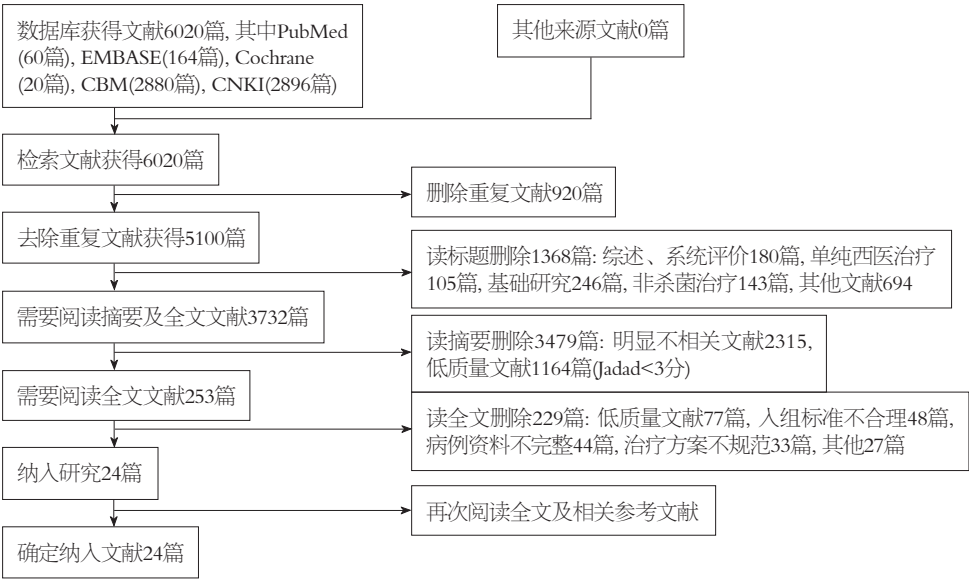 数据库获得文献6020篇, 其中PubMed
(60篇), EMBASE(164篇), Cochrane
(20篇), CBM(2880篇), CNKI(2896篇)
其他来源文献0篇
检索文献获得6020篇
删除重复文献920篇
去除重复文献获得5100篇
读标题删除1368篇: 综述、系统评价180篇, 单纯西医治疗
105篇, 基础研究246篇, 非杀菌治疗143篇, 其他文献694
需要阅读摘要及全文文献3732篇
读摘要删除3479篇: 明显不相关文献2315,
低质量文献1164篇(Jadad<3分)
需要阅读全文文献253篇
读全文删除229篇: 低质量文献77篇, 入组标准不合理48篇,
病例资料不完整44篇, 治疗方案不规范33篇, 其他27篇
纳入研究24篇
再次阅读全文及相关参考文献
确定纳入文献24篇